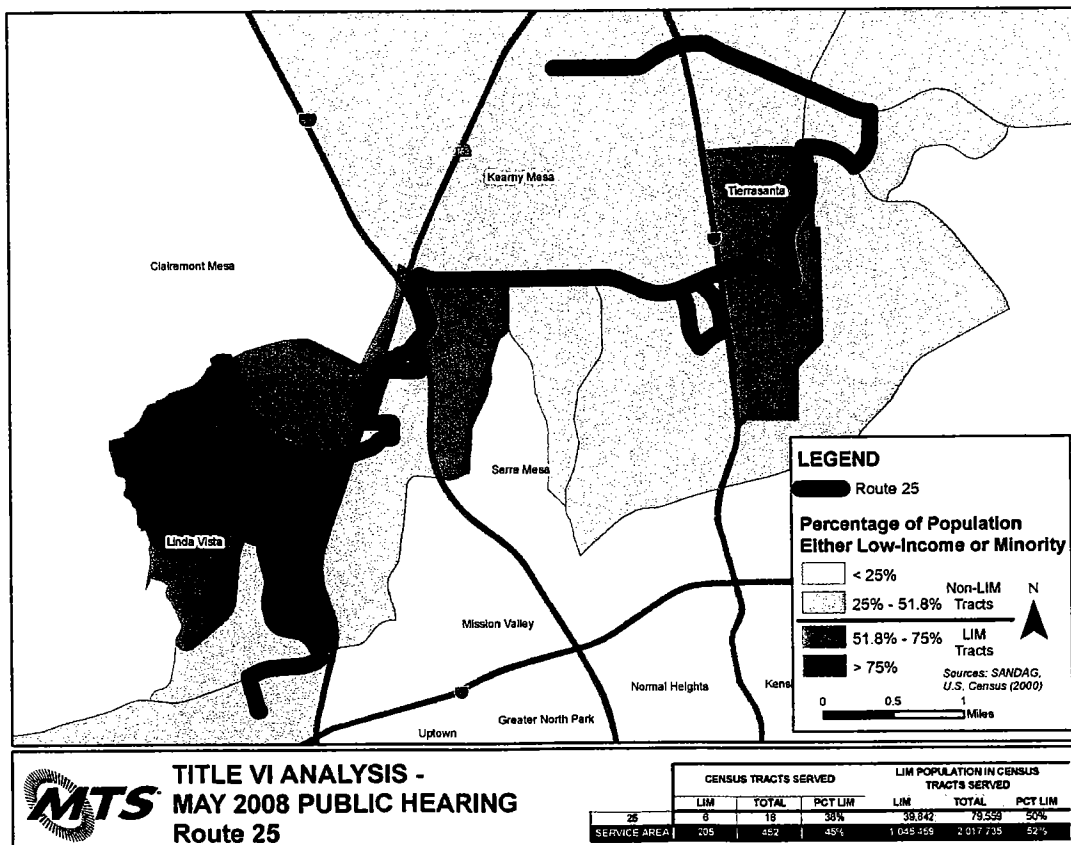 Kearny Mesa
Tierrasanta
Clairemont Mesa
Serra Mesa
Linda Vista
Mission Valley
Normal Heights
Kens
Greater North Park
Uptown
LEGEND
Route 25
Percentage of Population
Either Low-Income or Minority
< 25%
25% - 51.8%
Non-LIM
Tracts
51.8% - 75%
> 75%
LIM
Tracts
N
Sources: SANDAG,
U.S. Census (2000)
0 0.5 1
Miles
MTS
TITLE VI ANALYSIS -
MAY 2008 PUBLIC HEARING
Route 25
CENSUS TRACTS SERVED LIM POPULATION IN CENSUS TRACTS SERVED
LIM TOTAL PCT LIM LIM TOTAL PCT LIM
25 6 16 38% 39,842 79,559 50%
SERVICE AREA 205 452 45% 1 045 459 2 017 735 52%